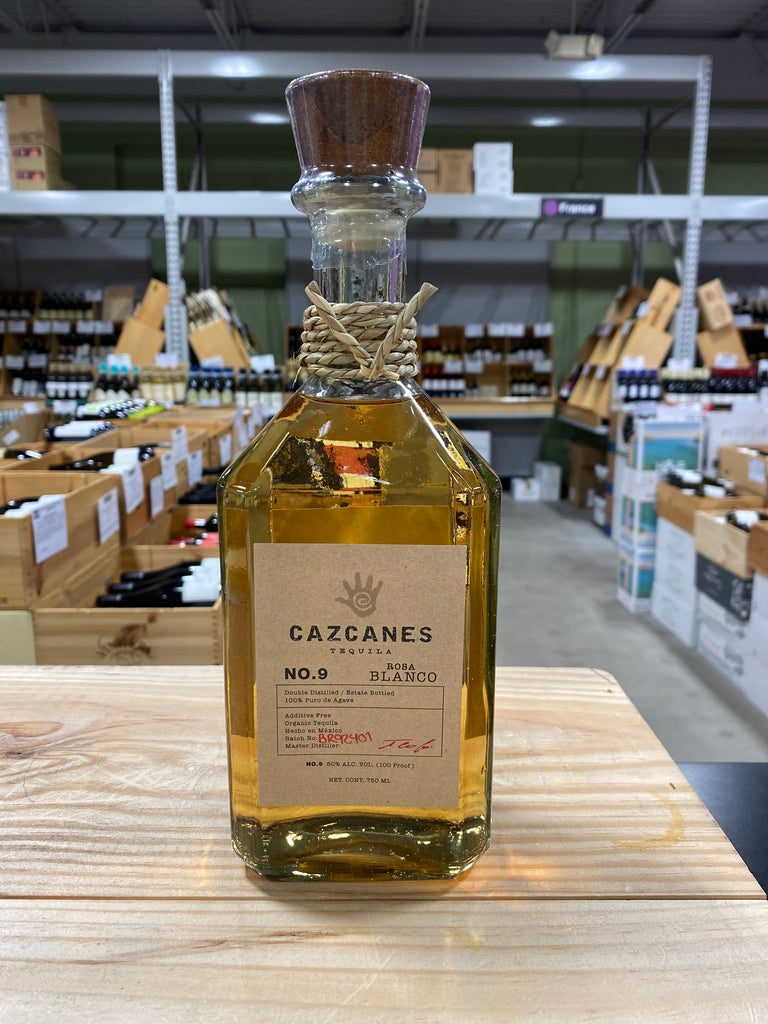 France
CAZCANES
TEQUILA
NO.9
ROSA
BLANCO
Double Distilled / Estate Bottled
100% Puro de Agave
Additive Free
Organic Tequila
Hecho en México
Batch No: BR92401
Master Distiller:
NO.9 50% ALC. VOL. (100 Proof)
NET. CONT. 750 ML